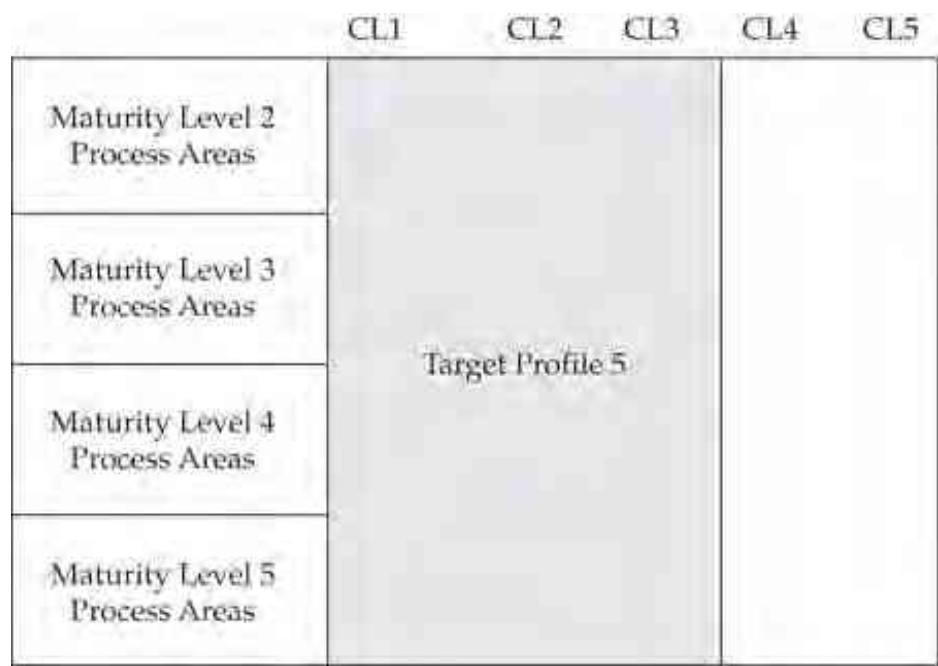 CL1 CL2 CL3 CL4 CL5
Maturity Level 2
Process Areas
Maturity Level 3
Process Areas
Target Profile 5
Maturity Level 4
Process Areas
Maturity Level 5
Process Areas